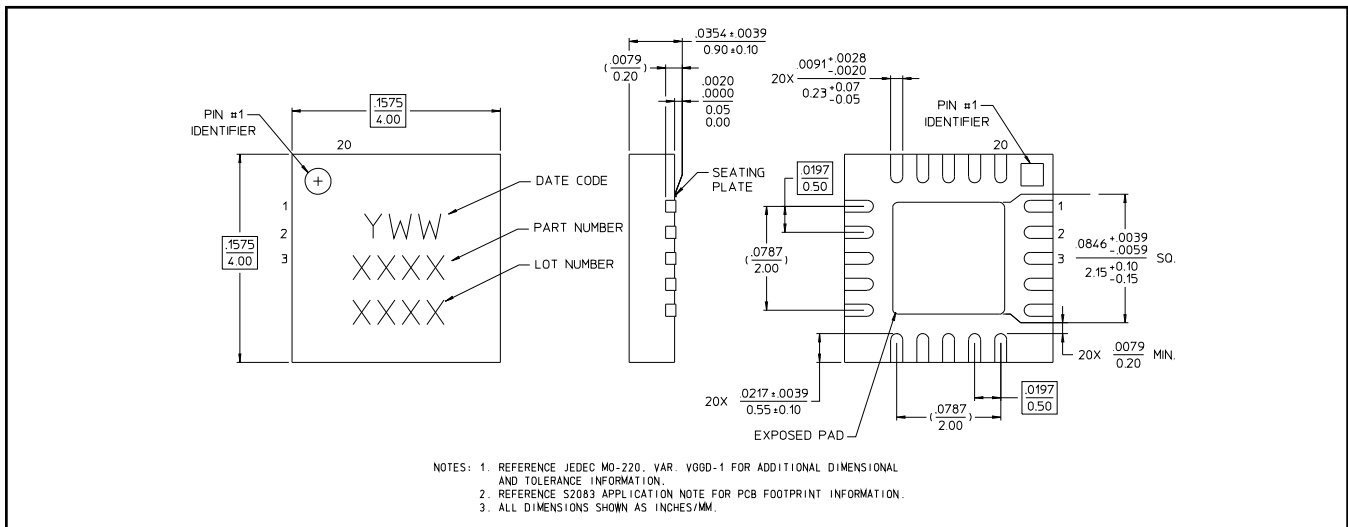 .1575
4.00
PIN #1
IDENTIFIER
20
1
2
3
.1575
4.00
YWW
XXXX
XXXX
DATE CODE
PART NUMBER
LOT NUMBER
.0354 ±.0039
0.90 ±0.10
( .0079
0.20 )
.0020
.0000
0.05
0.00
SEATING
PLATE
20X .0091 +.0028
-.0020
0.23 +0.07
-0.05
PIN #1
IDENTIFIER
20
.0197
0.50
( .0787
2.00 )
1
2
3
.0846 +.0039
-.0059
2.15 +0.10
-0.15
SQ.
20X .0079
0.20 MIN.
20X .0217 ±.0039
0.55 ±0.10
.0197
0.50
( .0787
2.00 )
EXPOSED PAD
NOTES: 1. REFERENCE JEDEC MO-220, VAR. VGGD-1 FOR ADDITIONAL DIMENSIONAL
AND TOLERANCE INFORMATION.
2. REFERENCE S2083 APPLICATION NOTE FOR PCB FOOTPRINT INFORMATION.
3. ALL DIMENSIONS SHOWN AS INCHES/MM.